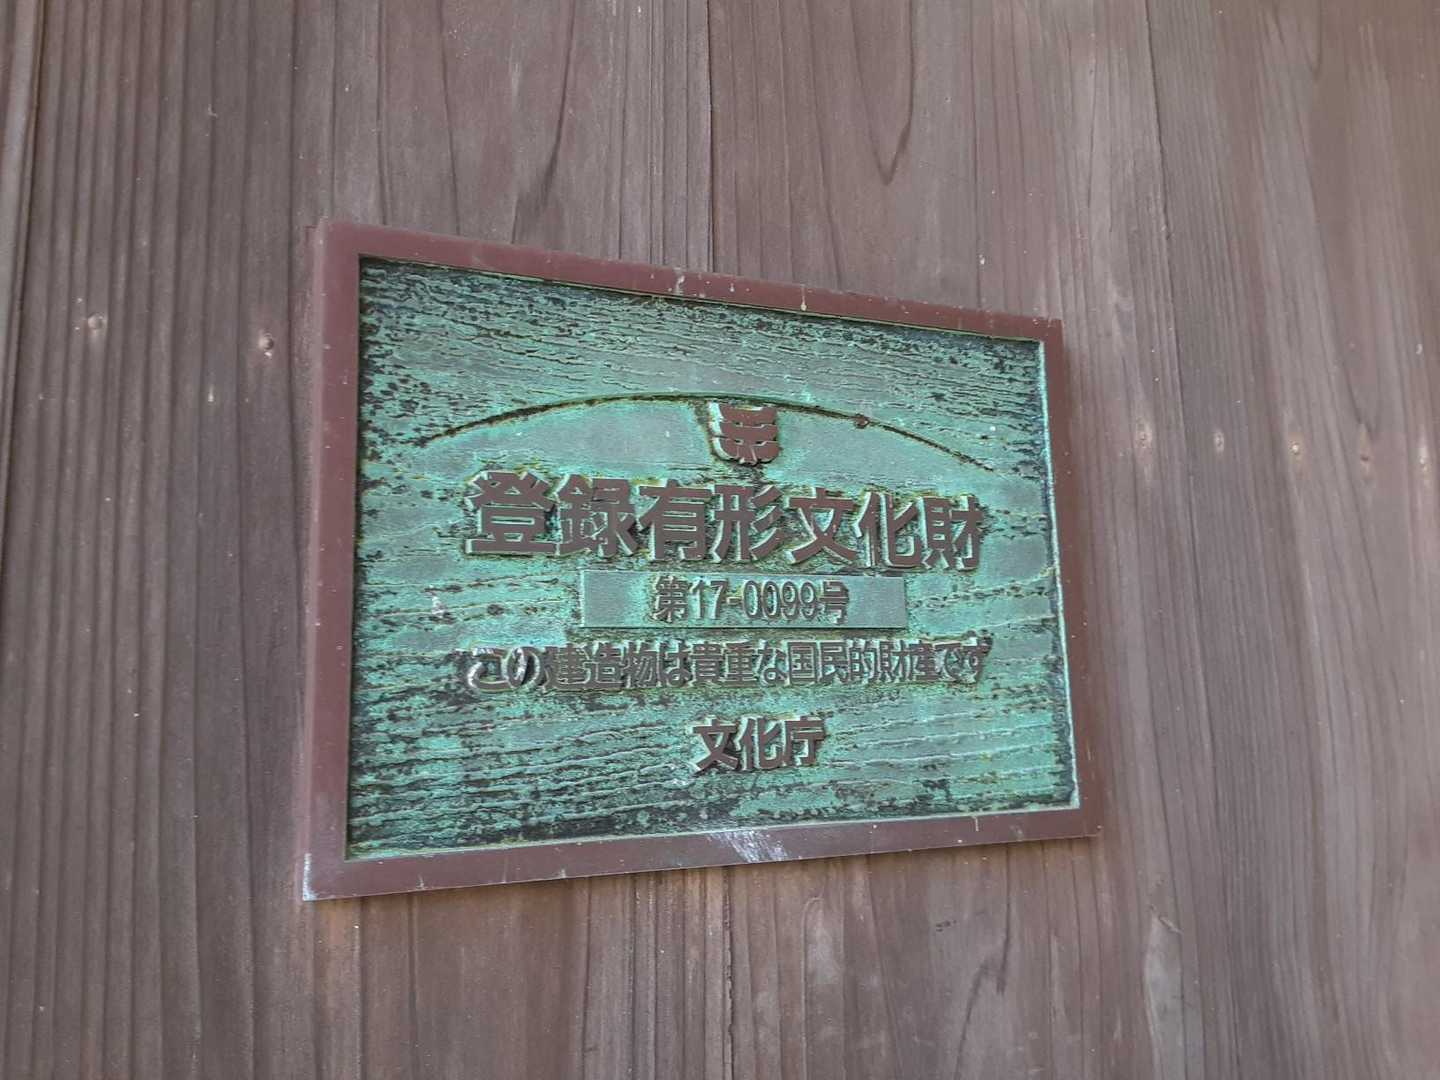 登録有形文化財
第17-0099号
この建造物は貴重な国民的財産です
文化庁